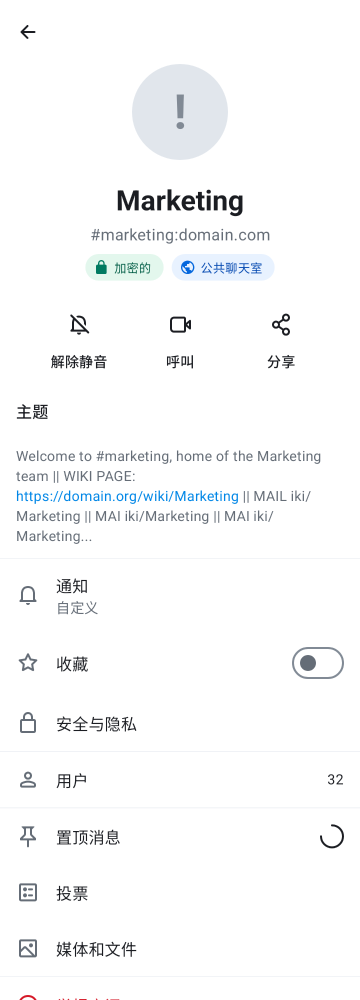 !
Marketing
#marketing:domain.com
加密的 公共聊天室
解除静音 呼叫 分享
主题
Welcome to #marketing, home of the Marketing
team || WIKI PAGE:
https://domain.org/wiki/Marketing || MAIL iki/
Marketing || MAI iki/Marketing || MAI iki/
Marketing...
通知
自定义
收藏
安全与隐私
用户 32
置顶消息
投票
媒体和文件